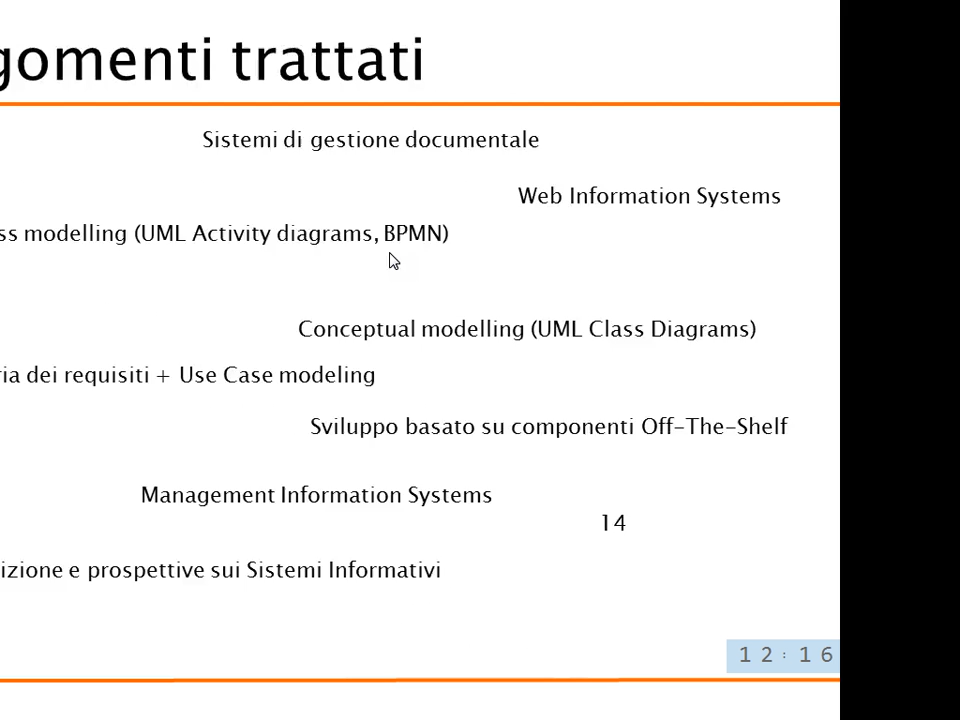 gomenti trattati
Sistemi di gestione documentale
Web Information Systems
ss modelling (UML Activity diagrams, BPMN)
Conceptual modelling (UML Class Diagrams)
ria dei requisiti + Use Case modeling
Sviluppo basato su componenti Off-The-Shelf
Management Information Systems
14
izione e prospettive sui Sistemi Informativi
12:16